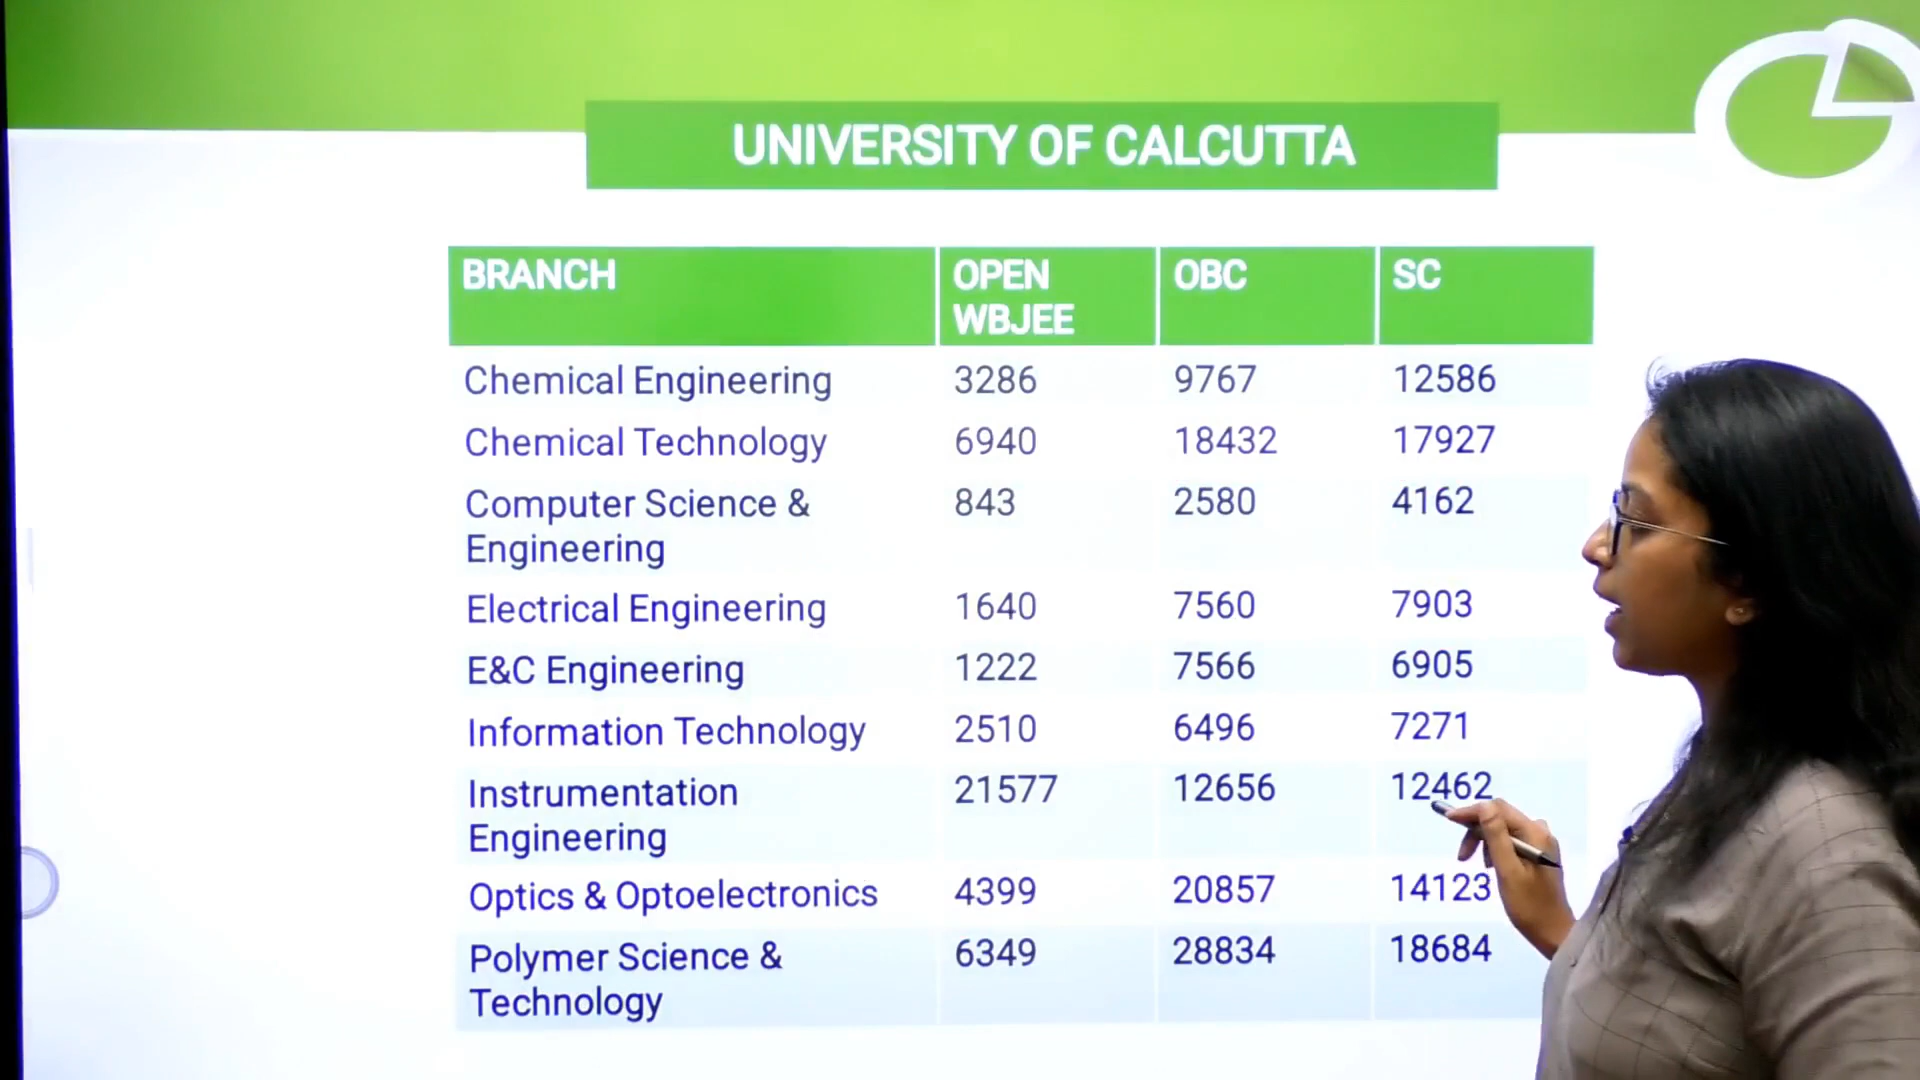 UNIVERSITY OF CALCUTTA
BRANCH OPEN WBJEE OBC SC
Chemical Engineering 3286 9767 12586
Chemical Technology 6940 18432 17927
Computer Science & 843 2580 4162
Engineering
Electrical Engineering 1640 7560 7903
E&C Engineering 1222 7566 6905
Information Technology 2510 6496 7271
Instrumentation 21577 12656 12462
Engineering
Optics & Optoelectronics 4399 20857 14123
Polymer Science & 6349 28834 18684
Technology